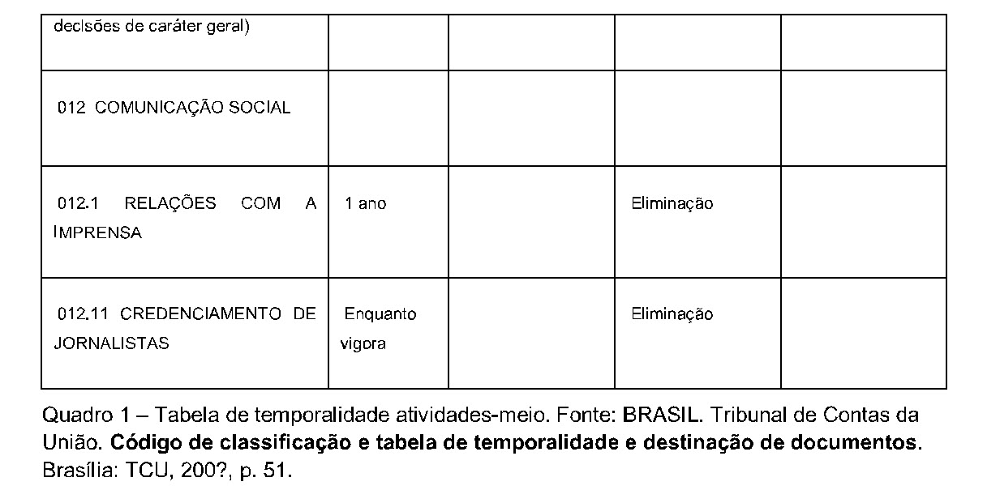 decisões de caráter geral)
012 COMUNICAÇÃO SOCIAL
012.1 RELAÇÕES COM A
IMPRENSA
1 ano
Eliminação
012.11 CREDENCIAMENTO DE
JORNALISTAS
Enquanto
vigora
Eliminação
Quadro 1 – Tabela de temporalidade atividades-meio. Fonte: BRASIL. Tribunal de Contas da
União. Código de classificação e tabela de temporalidade e destinação de documentos.
Brasília: TCU, 200?, p. 51.